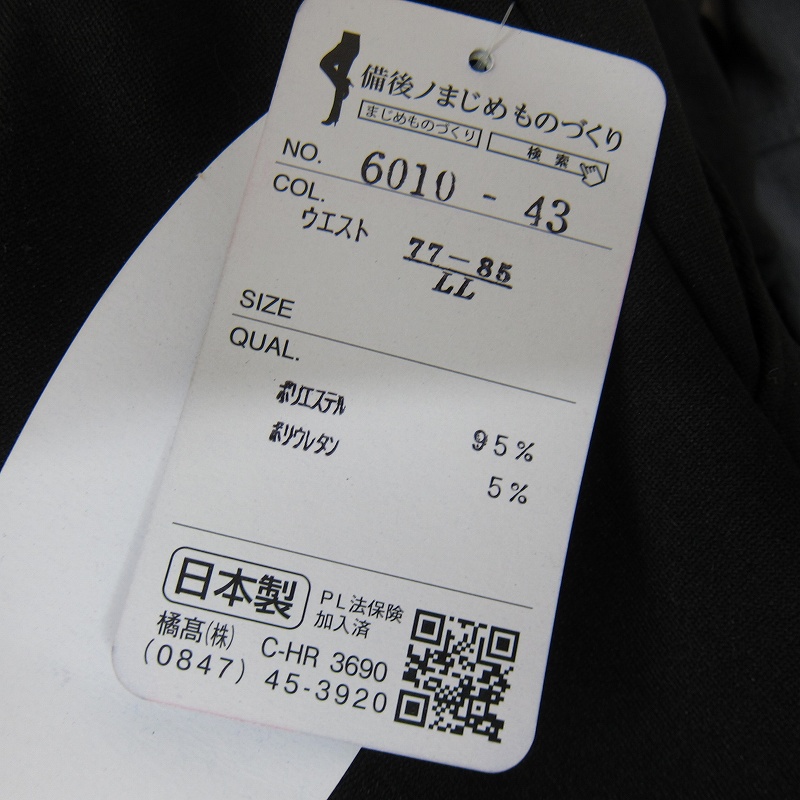 備後ノまじめものづくり
まじめものづくり 検索
NO. 6010 - 43
COL.
ウエスト 77-85
LL
SIZE
QUAL.
ポリエステル 95%
ポリウレタン 5%
日本製 PL法保険
加入済
橘髙(株) C-HR 3690
(0847) 45-3920